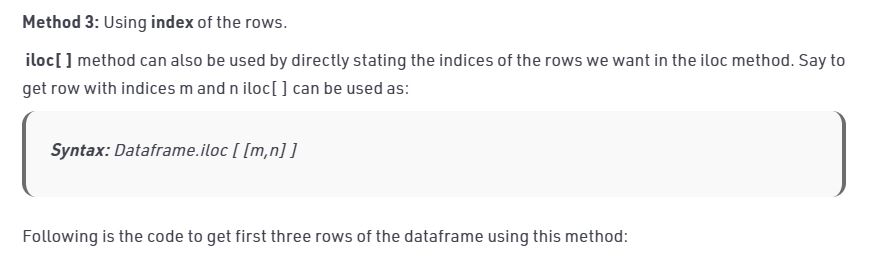 Method 3: Using index of the rows.
iloc[ ] method can also be used by directly stating the indices of the rows we want in the iloc method. Say to
get row with indices m and n iloc[ ] can be used as:
Syntax: Dataframe.iloc [ [m,n] ]
Following is the code to get first three rows of the dataframe using this method: